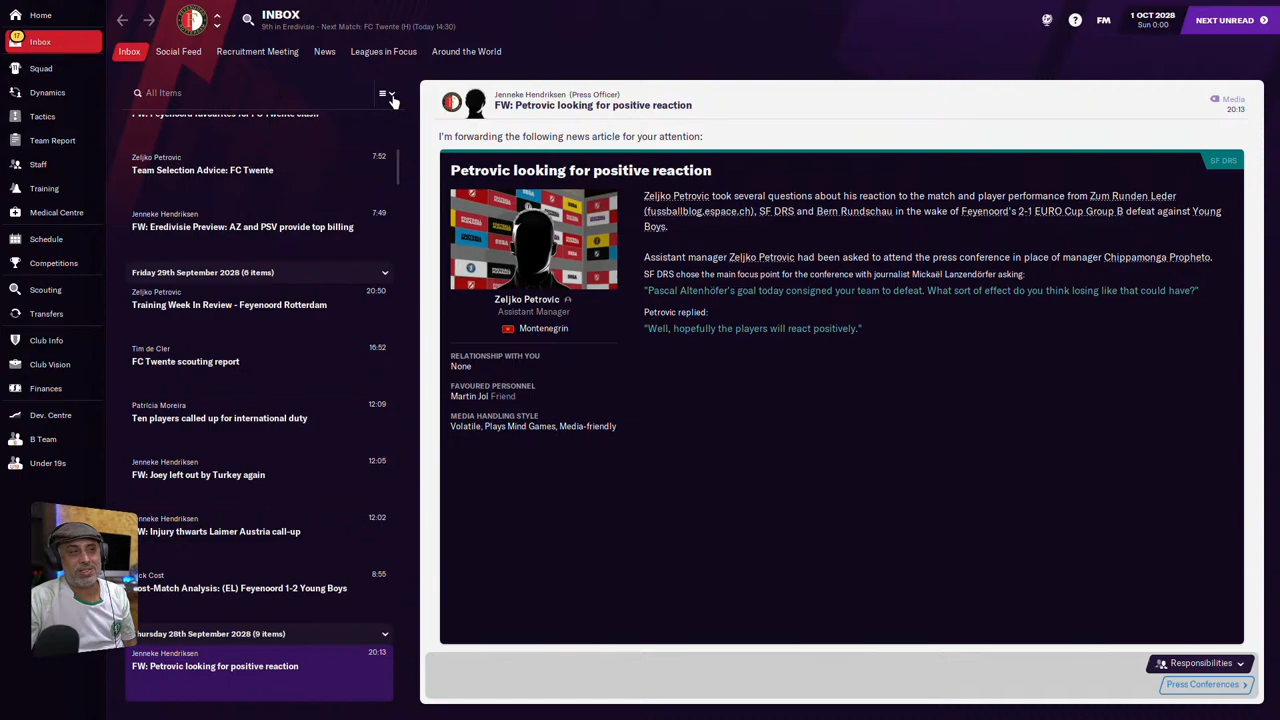 Home
17
Inbox
Squad
Dynamics
Tactics
Team Report
Staff
Training
Medical Centre
Schedule
Competitions
Scouting
Transfers
Club Info
Club Vision
Finances
Dev. Centre
B Team
Under 19s
INBOX
9th in Eredivisie - Next Match: FC Twente (H) (Today 14:30)
FM
1 OCT 2028
Sun 0:00
NEXT UNREAD
Inbox
Social Feed
Recruitment Meeting
News
Leagues in Focus
Around the World
All Items
FW: Feyenoord favourites for FC Twente clash
Zeljko Petrovic
7:52
Team Selection Advice: FC Twente
Jenneke Hendriksen
7:49
FW: Eredivisie Preview: AZ and PSV provide top billing
Friday 29th September 2028 (6 items)
Zeljko Petrovic
20:50
Training Week In Review - Feyenoord Rotterdam
Tim de Cler
16:52
FC Twente scouting report
Patrícia Moreira
12:09
Ten players called up for international duty
Jenneke Hendriksen
12:05
FW: Joey left out by Turkey again
nneke Hendriksen
12:02
W: Injury thwarts Laimer Austria call-up
ck Cost
8:55
ost-Match Analysis: (EL) Feyenoord 1-2 Young Boys
hursday 28th September 2028 (9 items)
Jenneke Hendriksen
20:13
FW: Petrovic looking for positive reaction
Jenneke Hendriksen (Press Officer)
FW: Petrovic looking for positive reaction
Media
20:13
I'm forwarding the following news article for your attention:
Petrovic looking for positive reaction
SF DRS
Zeljko Petrovic
Assistant Manager
Montenegrin
RELATIONSHIP WITH YOU
None
FAVOURED PERSONNEL
Martin Jol Friend
MEDIA HANDLING STYLE
Volatile, Plays Mind Games, Media-friendly
Zeljko Petrovic took several questions about his reaction to the match and player performance from Zum Runden Leder
(fussballblog.espace.ch), SF DRS and Bern Rundschau in the wake of Feyenoord's 2-1 EURO Cup Group B defeat against Young
Boys.
Assistant manager Zeljko Petrovic had been asked to attend the press conference in place of manager Chippamonga Propheto.
SF DRS chose the main focus point for the conference with journalist Mickaël Lanzendörfer asking:
"Pascal Altenhöfer's goal today consigned your team to defeat. What sort of effect do you think losing like that could have?"
Petrovic replied:
"Well, hopefully the players will react positively."
Responsibilities
Press Conferences